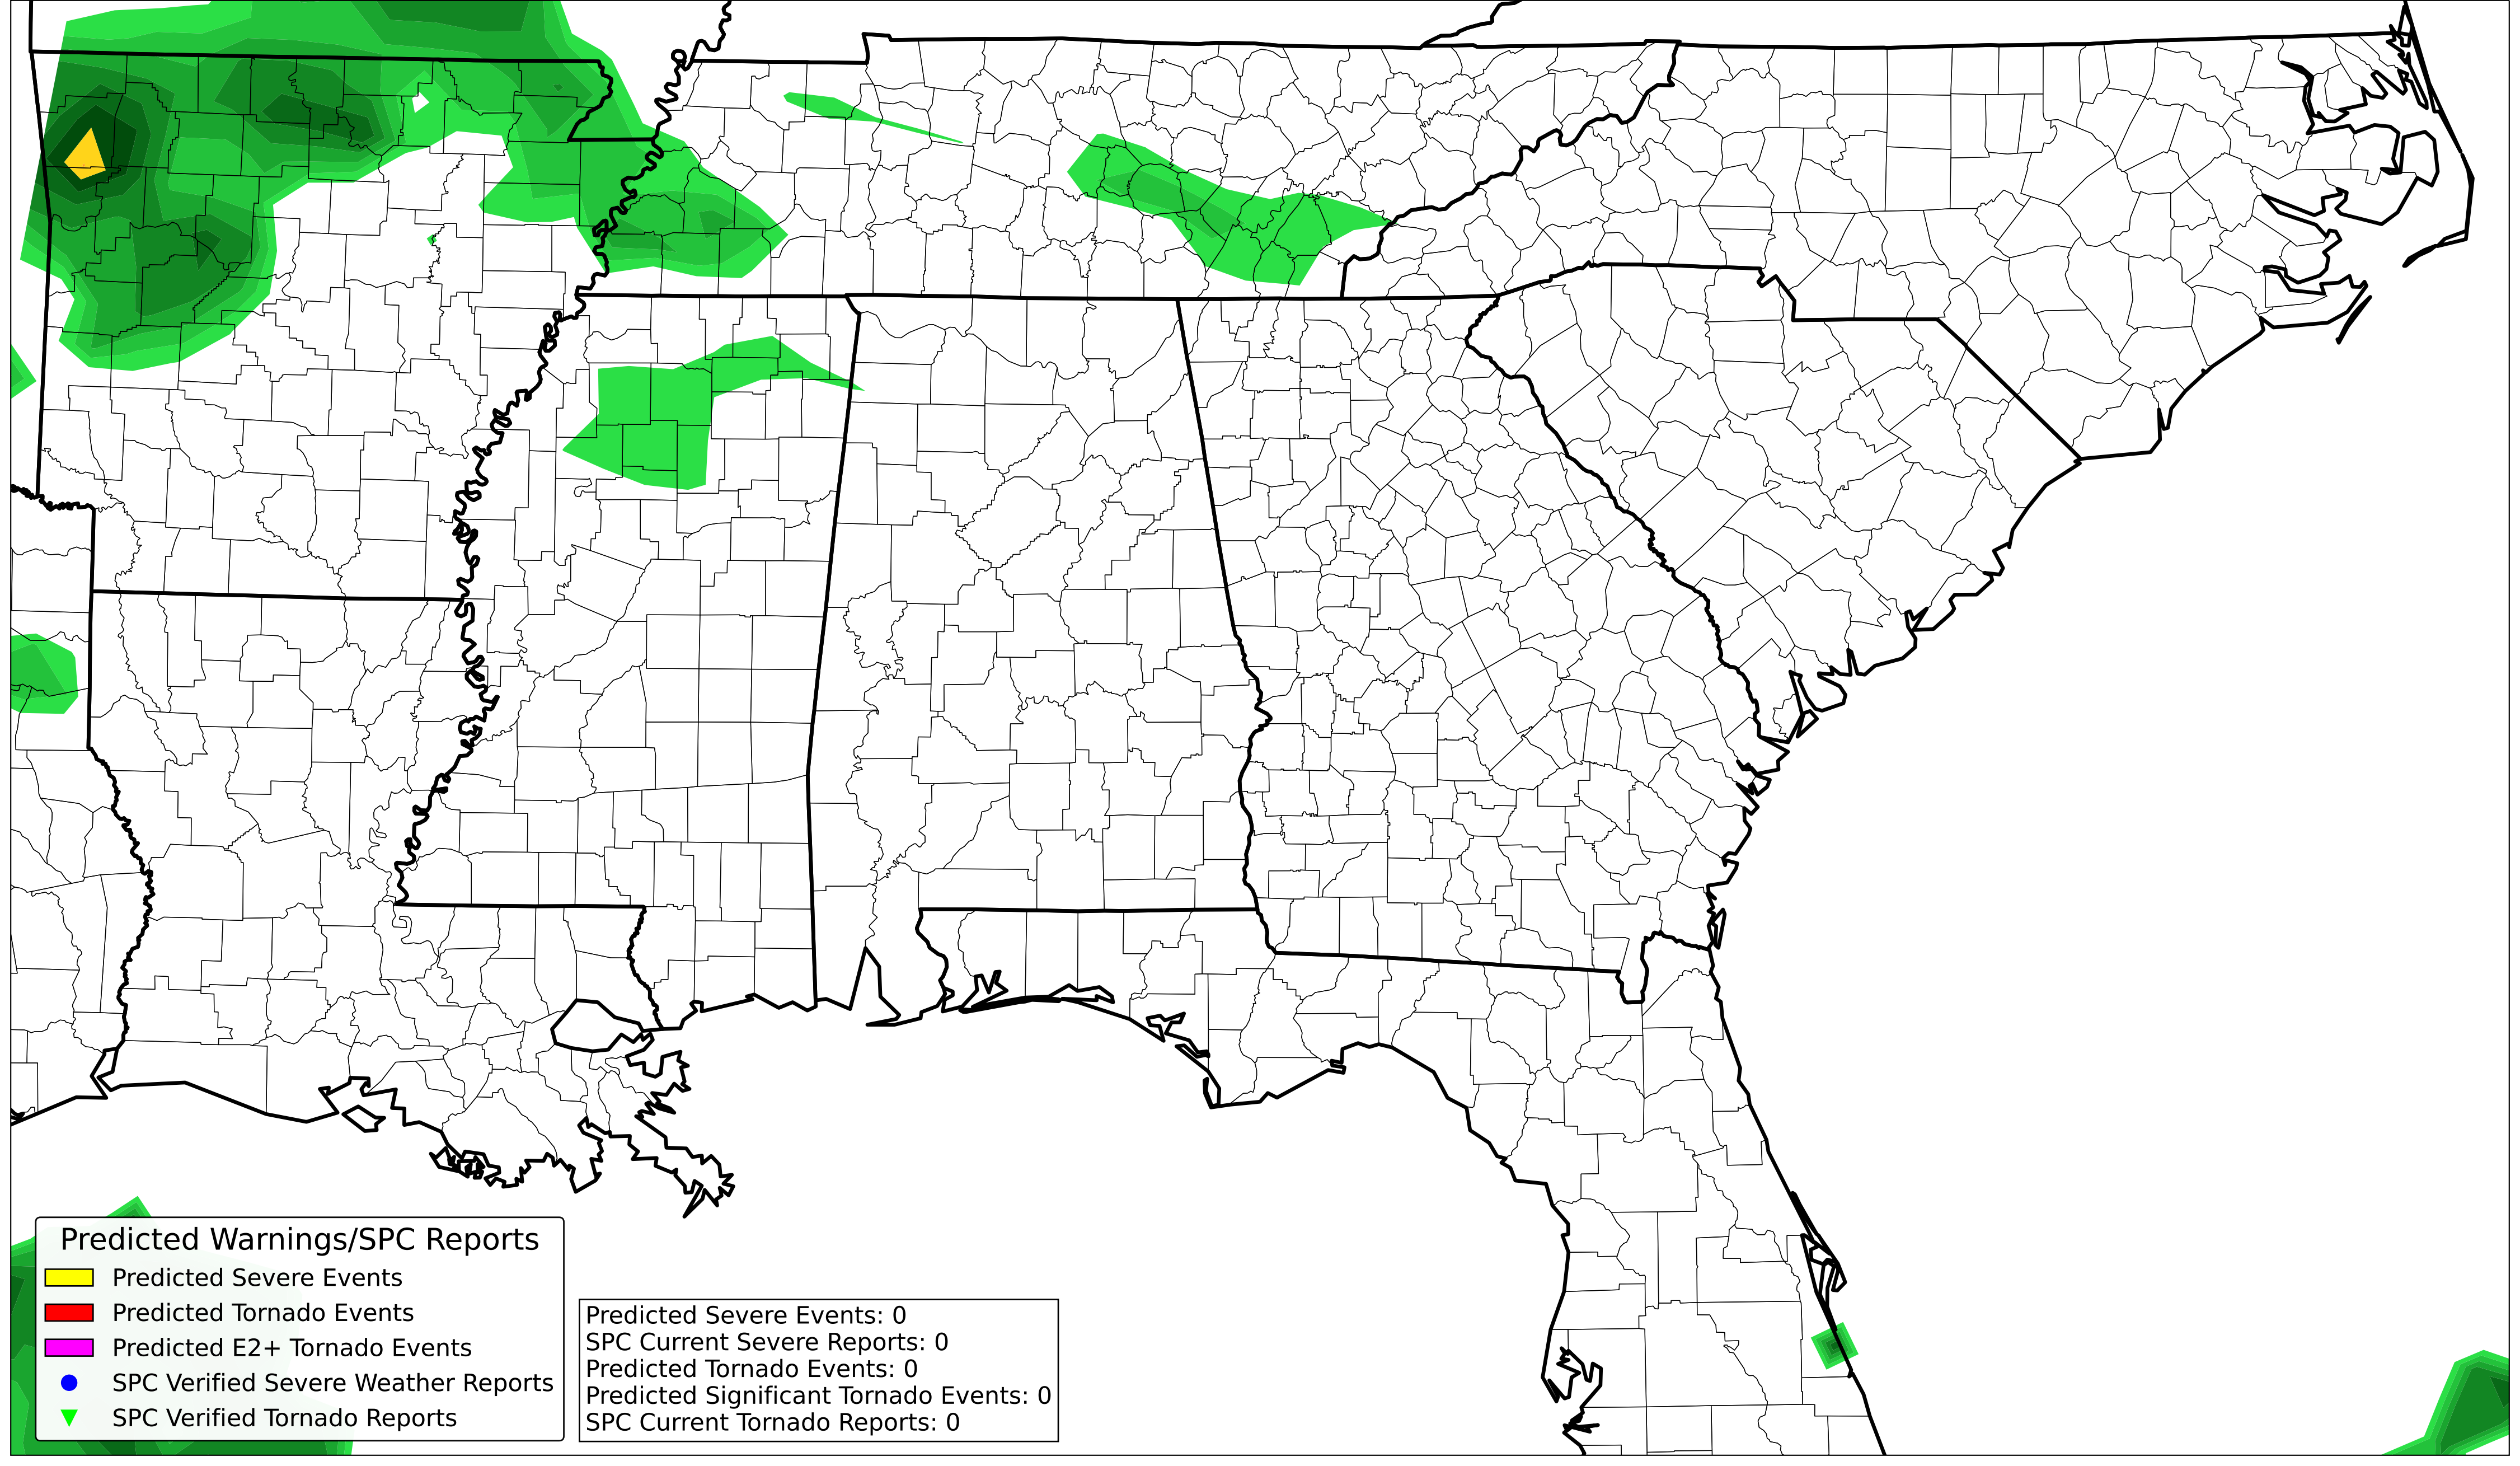 Predicted Warnings/SPC Reports
Predicted Severe Events
Predicted Tornado Events
Predicted E2+ Tornado Events
SPC Verified Severe Weather Reports
SPC Verified Tornado Reports
Predicted Severe Events: 0
SPC Current Severe Reports: 0
Predicted Tornado Events: 0
Predicted Significant Tornado Events: 0
SPC Current Tornado Reports: 0